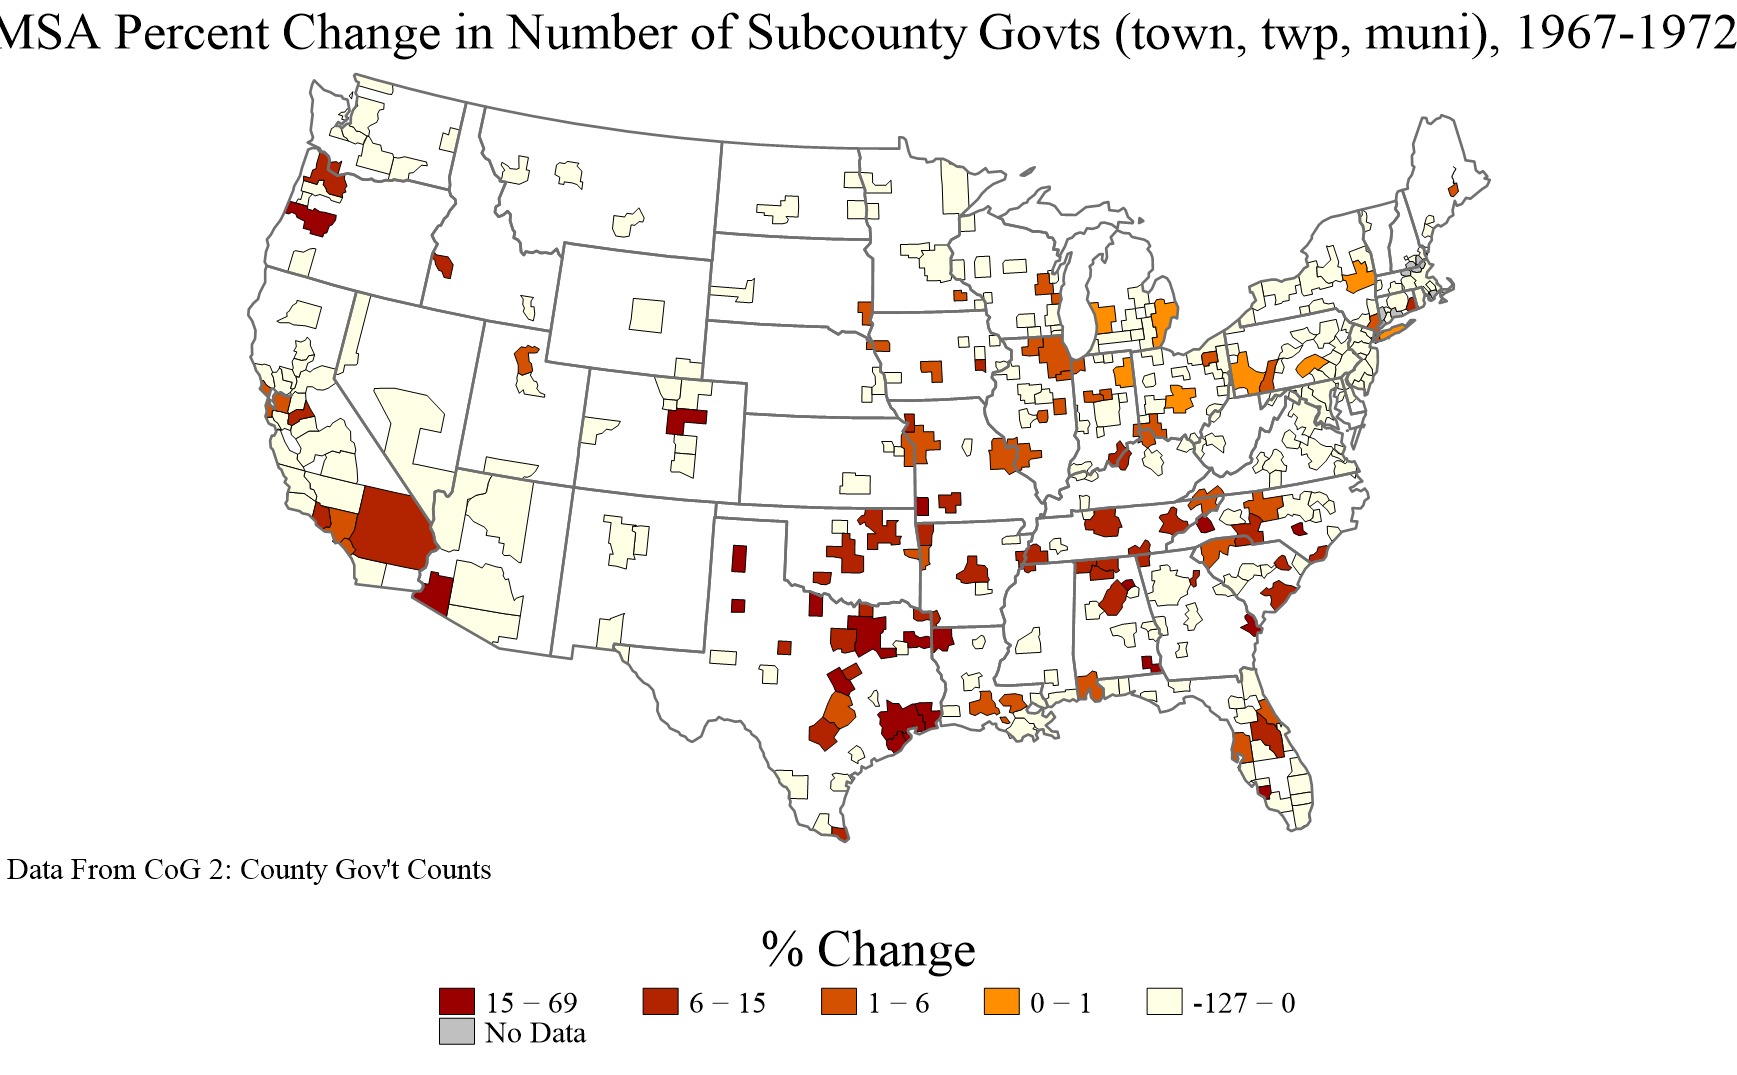 MSA Percent Change in Number of Subcounty Govts (town, twp, muni), 1967-1972
Data From CoG 2: County Gov't Counts
% Change
15 − 69
6 − 15
1 − 6
0 − 1
-127 − 0
No Data